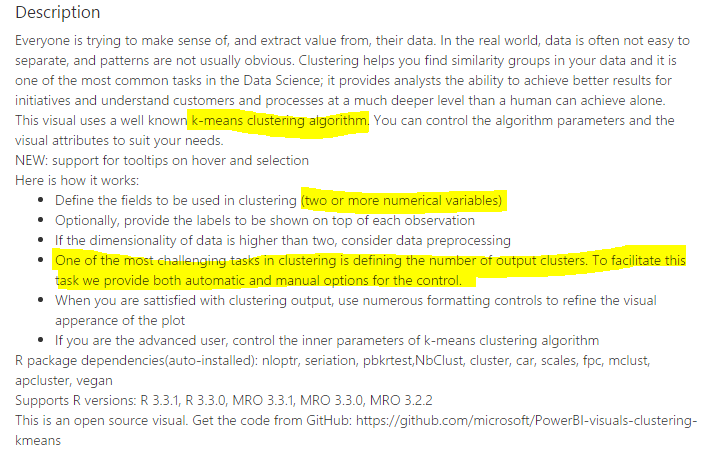 Description
Everyone is trying to make sense of, and extract value from, their data. In the real world, data is often not easy to
separate, and patterns are not usually obvious. Clustering helps you find similarity groups in your data and it is
one of the most common tasks in the Data Science; it provides analysts the ability to achieve better results for
initiatives and understand customers and processes at a much deeper level than a human can achieve alone.
This visual uses a well known k-means clustering algorithm. You can control the algorithm parameters and the
visual attributes to suit your needs.
NEW: support for tooltips on hover and selection
Here is how it works:
• Define the fields to be used in clustering (two or more numerical variables)
• Optionally, provide the labels to be shown on top of each observation
• If the dimensionality of data is higher than two, consider data preprocessing
• One of the most challenging tasks in clustering is defining the number of output clusters. To facilitate this
task we provide both automatic and manual options for the control.
• When you are sattisfied with clustering output, use numerous formatting controls to refine the visual
apperance of the plot
• If you are the advanced user, control the inner parameters of k-means clustering algorithm
R package dependencies(auto-installed): nloptr, seriation, pbkrtest,NbClust, cluster, car, scales, fpc, mclust,
apcluster, vegan
Supports R versions: R 3.3.1, R 3.3.0, MRO 3.3.1, MRO 3.3.0, MRO 3.2.2
This is an open source visual. Get the code from GitHub: https://github.com/microsoft/PowerBI-visuals-clustering-
kmeans